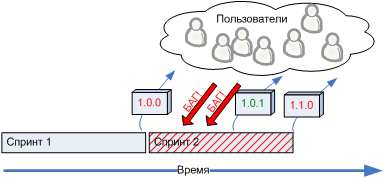 Пользователи
1.0.0
БАГ!
БАГ!
1.0.1
1.1.0
Спринт 1
Спринт 2
Время